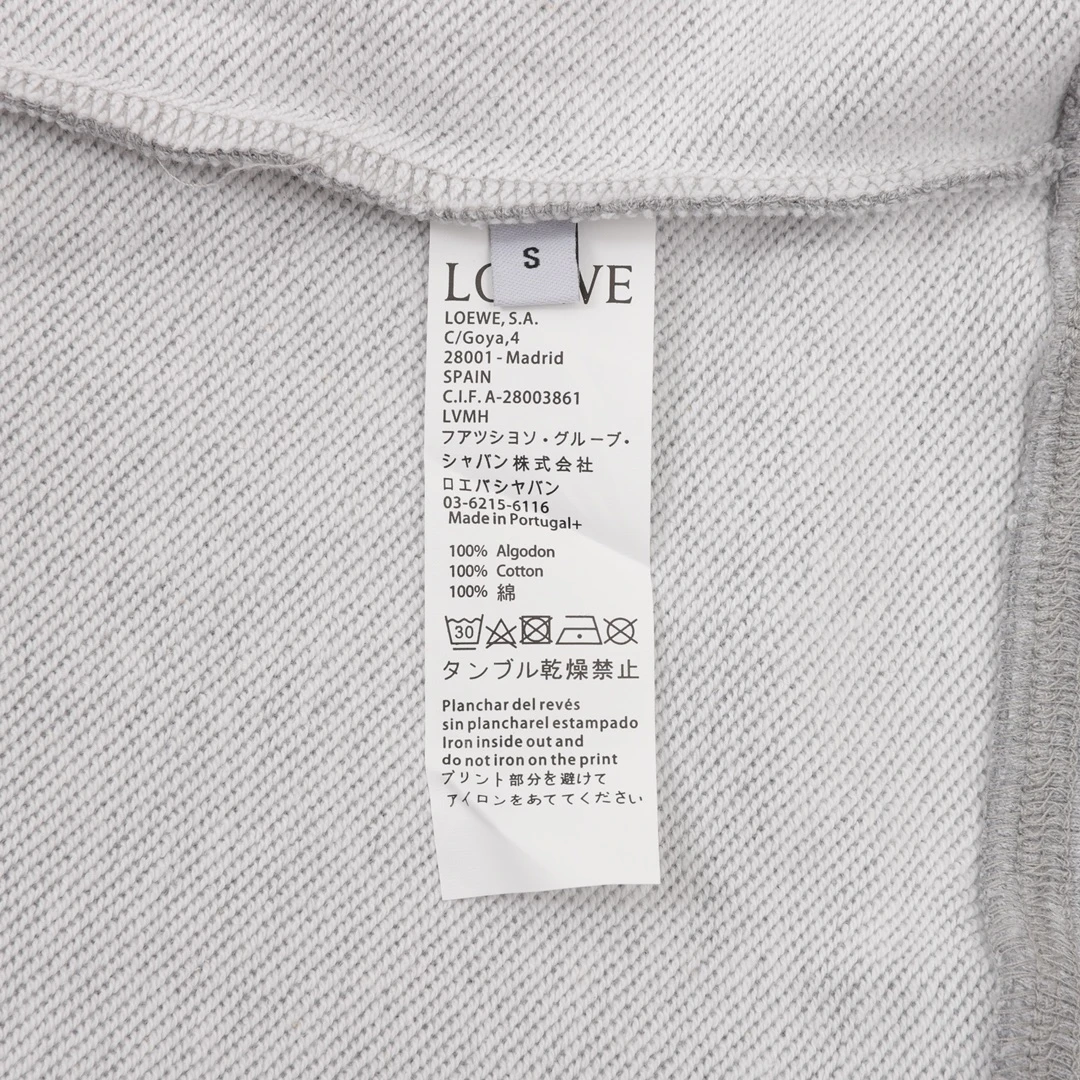 S
LOEWE
LOEWE, S.A.
C/Goya,4
28001 - Madrid
SPAIN
C.I.F. A-28003861
LVMH
フアツシヨソ・グループ・
シャバン株式会社
ロエバシヤバン
03-6215-6116
Made in Portugal+
100% Algodon
100% Cotton
100% 綿
30
タンブル乾燥禁止
Planchar del revés
sin plancharel estampado
Iron inside out and
do not iron on the print
プリント部分を避けて
アイロンをあててください